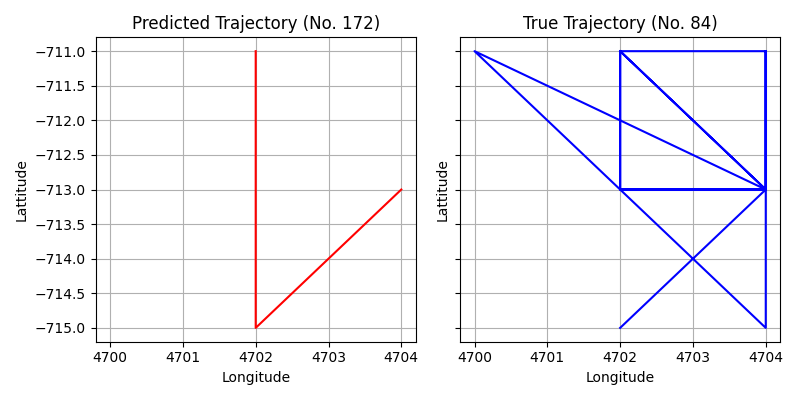 Predicted Trajectory (No. 172)
True Trajectory (No. 84)
−711.0
−711.5
−712.0
−712.5
−713.0
−713.5
−714.0
−714.5
−715.0
Lattitude
Lattitude
4700 4701 4702 4703 4704
4700 4701 4702 4703 4704
Longitude
Longitude